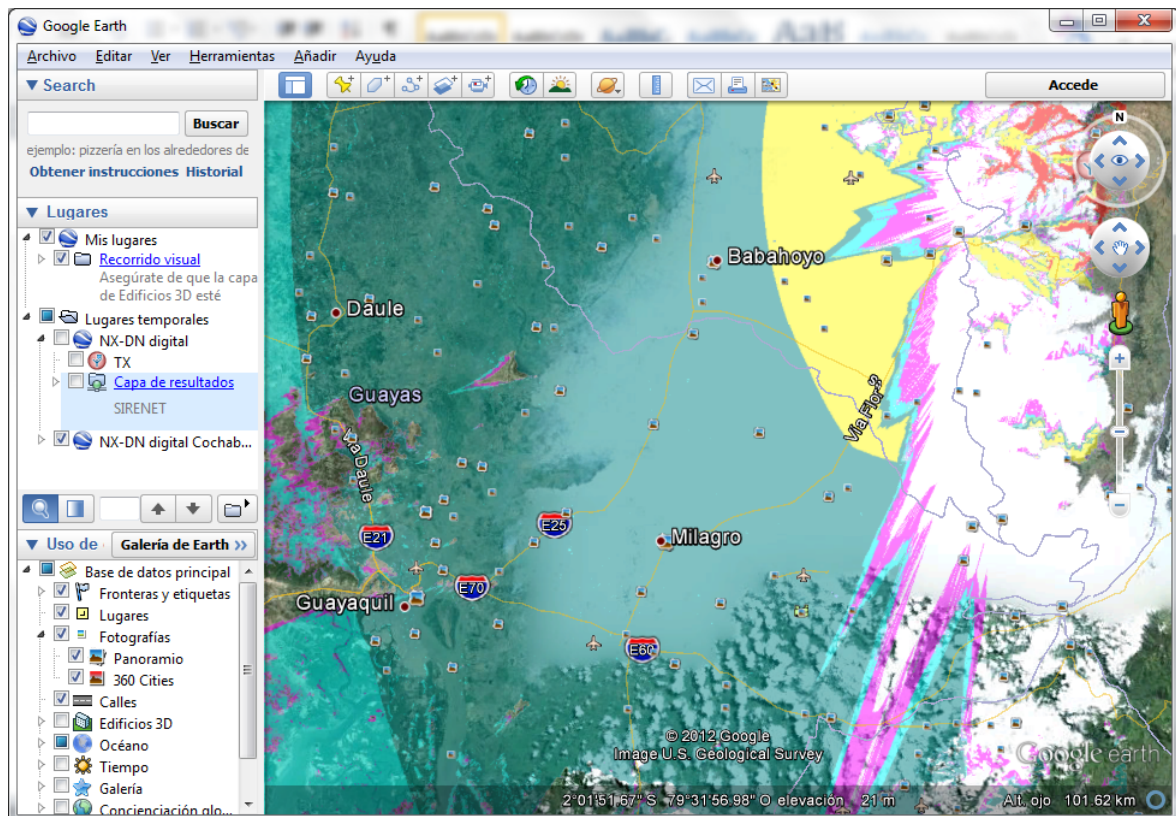 Google Earth
Archivo Editar Ver Herramientas Añadir Ayuda
Search
Buscar
ejemplo: pizzería en los alrededores de
Obtener instrucciones Historial
Lugares
Mis lugares
Recorrido visual
Asegúrate de que la capa
de Edificios 3D esté
Lugares temporales
NX-DN digital
TX
Capa de resultados
SIRENET
NX-DN digital Cochab...
Uso de Galería de Earth >>
Base de datos principal
Fronteras y etiquetas
Lugares
Fotografías
Panoramio
360 Cities
Calles
Edificios 3D
Océano
Tiempo
Galería
Concienciación glo...
Accede
N
Babahoyo
Daule
Guayas
Vía Daule
Vía Flores
E25
E21
Milagro
E70
Guayaquil
E60
© 2012 Google
Image U.S. Geological Survey
Google earth
2°01'51.67" S 79°31'56.98" O elevación 21 m Alt. ojo 101.62 km